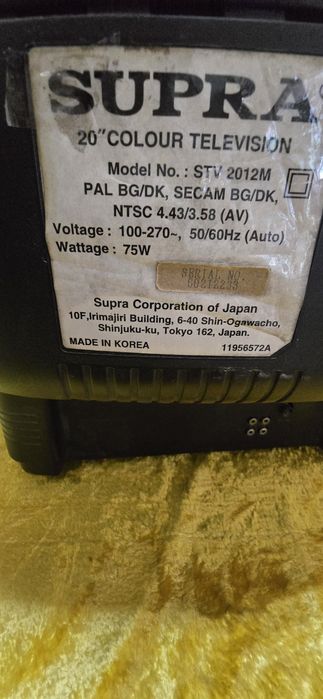 SUPRA
20"COLOUR TELEVISION
Model No. : STV 2012M
PAL BG/DK, SECAM BG/DK,
NTSC 4.43/3.58 (AV)
Voltage : 100-270~, 50/60Hz (Auto)
Wattage : 75W
SERIAL NO.
Supra Corporation of Japan
10F,Irimajiri Building, 6-40 Shin-Ogawacho,
Shinjuku-ku, Tokyo 162, Japan.
MADE IN KOREA 11956572A